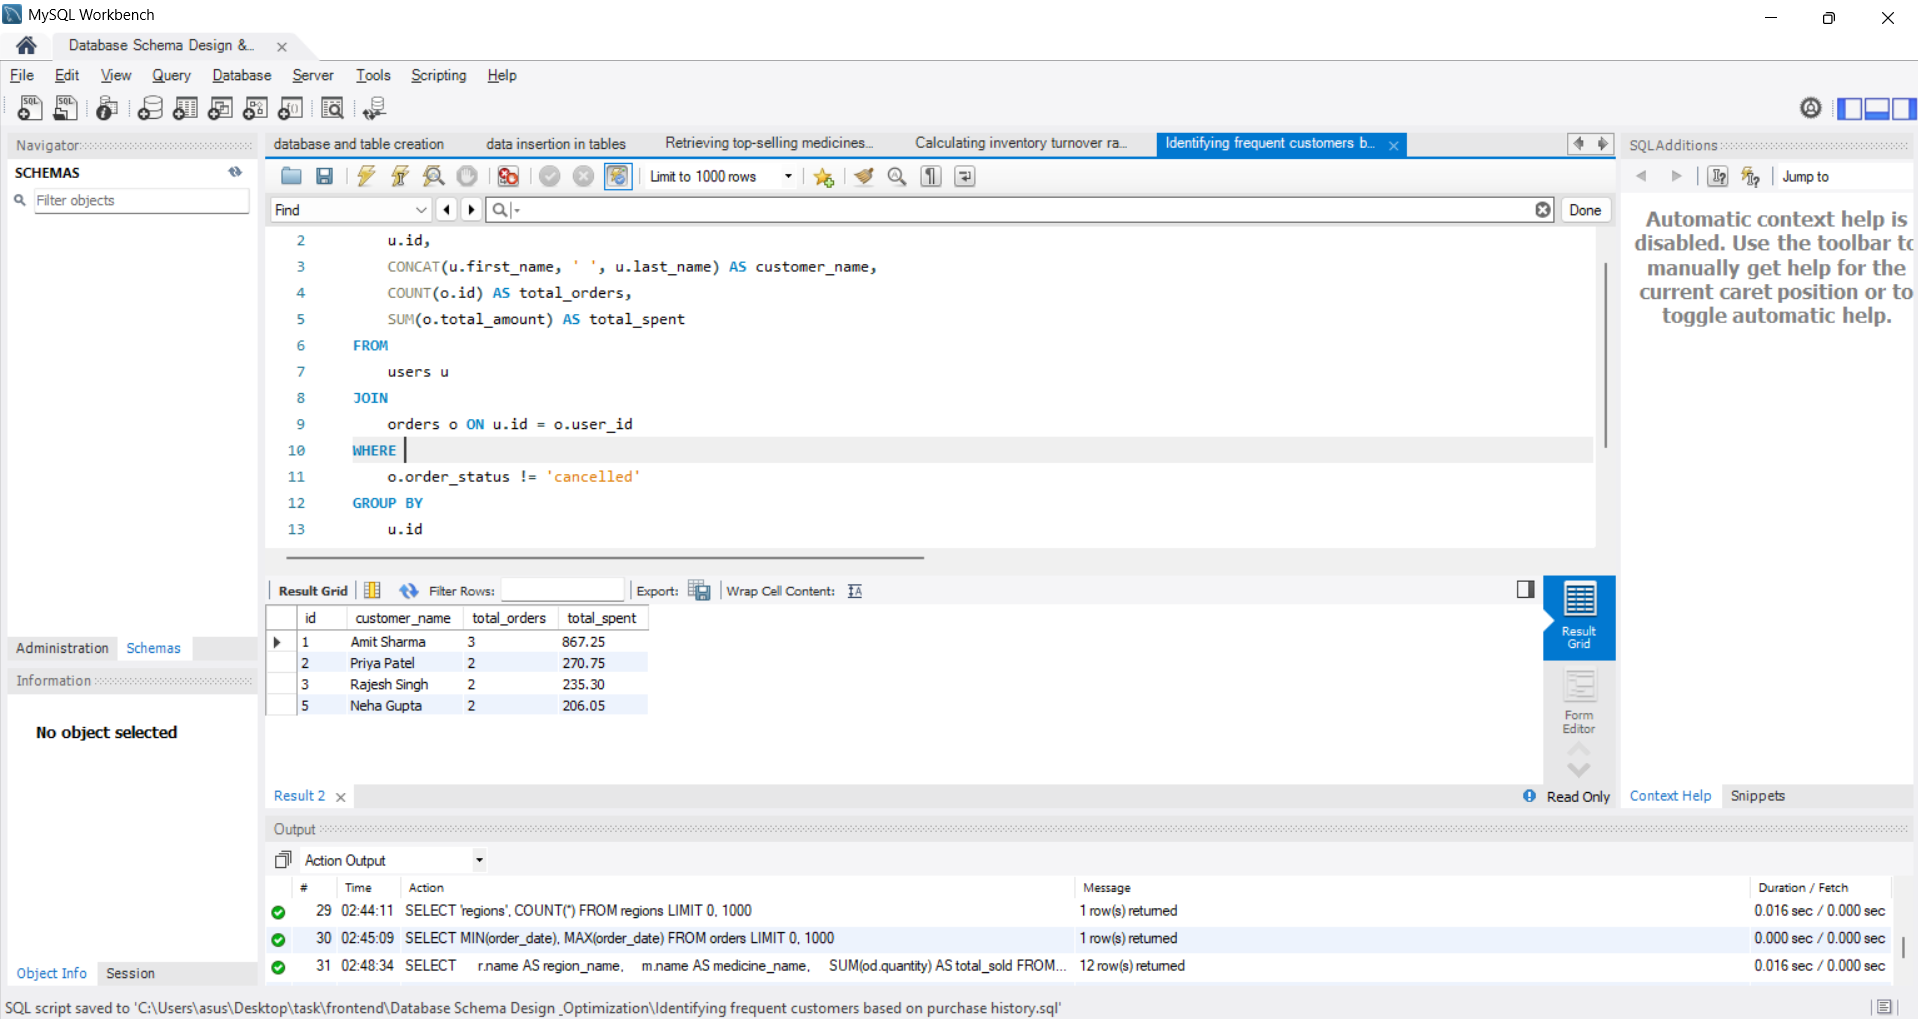 MySQL Workbench
Database Schema Design &...
File Edit View Query Database Server Tools Scripting Help
Navigator
SCHEMAS
Filter objects
Administration Schemas
Information
No object selected
Object Info Session
database and table creation data insertion in tables Retrieving top-selling medicines... Calculating inventory turnover ra... Identifying frequent customers b...
Limit to 1000 rows
Find
Done
2 u.id,
3 CONCAT(u.first_name, ' ', u.last_name) AS customer_name,
4 COUNT(o.id) AS total_orders,
5 SUM(o.total_amount) AS total_spent
6 FROM
7 users u
8 JOIN
9 orders o ON u.id = o.user_id
10 WHERE
11 o.order_status != 'cancelled'
12 GROUP BY
13 u.id
Result Grid Filter Rows: Export: Wrap Cell Content:
id customer_name total_orders total_spent
1 Amit Sharma 3 867.25
2 Priya Patel 2 270.75
3 Rajesh Singh 2 235.30
5 Neha Gupta 2 206.05
Result
Grid
Form
Editor
Result 2
Read Only
SQLAdditions
Jump to
Automatic context help is
disabled. Use the toolbar to
manually get help for the
current caret position or to
toggle automatic help.
Context Help Snippets
Output
Action Output
# Time Action Message Duration / Fetch
29 02:44:11 SELECT 'regions', COUNT(*) FROM regions LIMIT 0, 1000 1 row(s) returned 0.016 sec / 0.000 sec
30 02:45:09 SELECT MIN(order_date), MAX(order_date) FROM orders LIMIT 0, 1000 1 row(s) returned 0.000 sec / 0.000 sec
31 02:48:34 SELECT r.name AS region_name, m.name AS medicine_name, SUM(od.quantity) AS total_sold FROM... 12 row(s) returned 0.016 sec / 0.000 sec
SQL script saved to 'C:\Users\asus\Desktop\task\frontend\Database Schema Design _Optimization\Identifying frequent customers based on purchase history.sql'